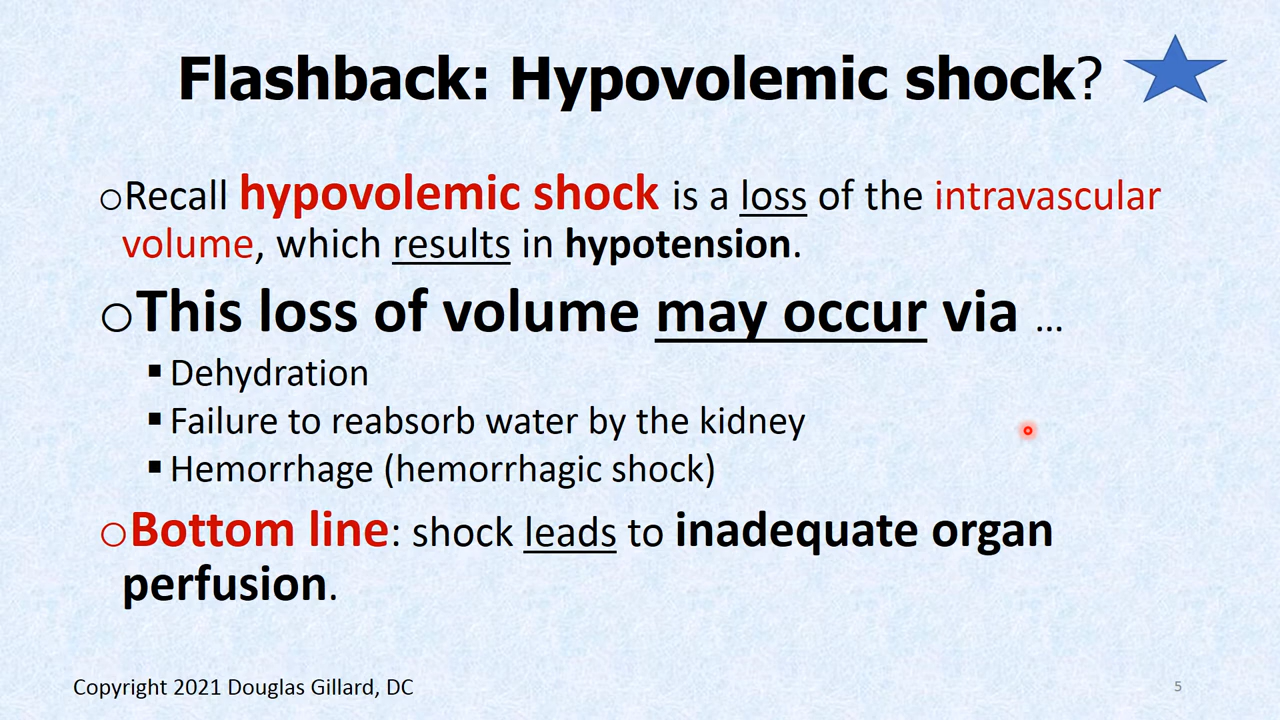 Flashback: Hypovolemic shock?
○Recall hypovolemic shock is a loss of the intravascular
volume, which results in hypotension.
○This loss of volume may occur via ...
▪ Dehydration
▪ Failure to reabsorb water by the kidney
▪ Hemorrhage (hemorrhagic shock)
○Bottom line: shock leads to inadequate organ
perfusion.
Copyright 2021 Douglas Gillard, DC
5